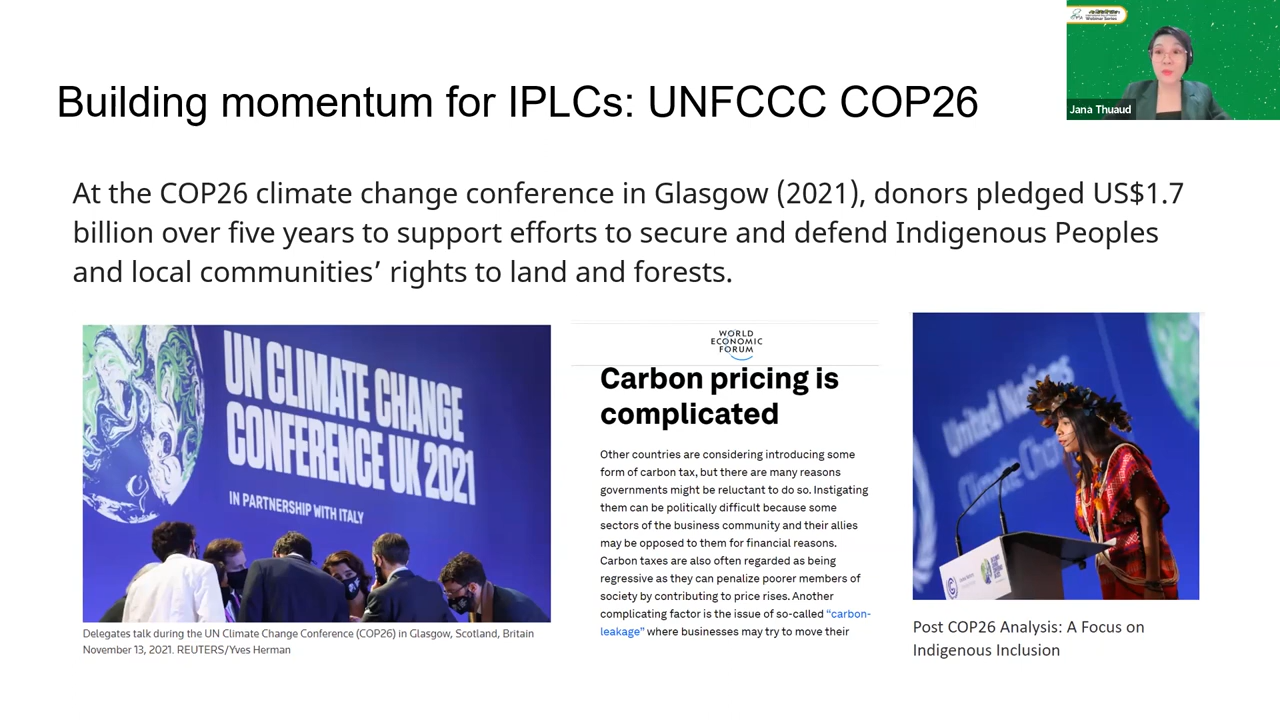 Webinar Series
Jana Thuaud
Building momentum for IPLCs: UNFCCC COP26
At the COP26 climate change conference in Glasgow (2021), donors pledged US$1.7
billion over five years to support efforts to secure and defend Indigenous Peoples
and local communities’ rights to land and forests.
UN CLIMATE CHANGE
CONFERENCE UK 2021
IN PARTNERSHIP WITH ITALY
Delegates talk during the UN Climate Change Conference (COP26) in Glasgow, Scotland, Britain
November 13, 2021. REUTERS/Yves Herman
WORLD
ECONOMIC
FORUM
Carbon pricing is
complicated
Other countries are considering introducing some
form of carbon tax, but there are many reasons
governments might be reluctant to do so. Instigating
them can be politically difficult because some
sectors of the business community and their allies
may be opposed to them for financial reasons.
Carbon taxes are also often regarded as being
regressive as they can penalize poorer members of
society by contributing to price rises. Another
complicating factor is the issue of so-called “carbon-
leakage” where businesses may try to move their
United Nations
Climate
Post COP26 Analysis: A Focus on
Indigenous Inclusion